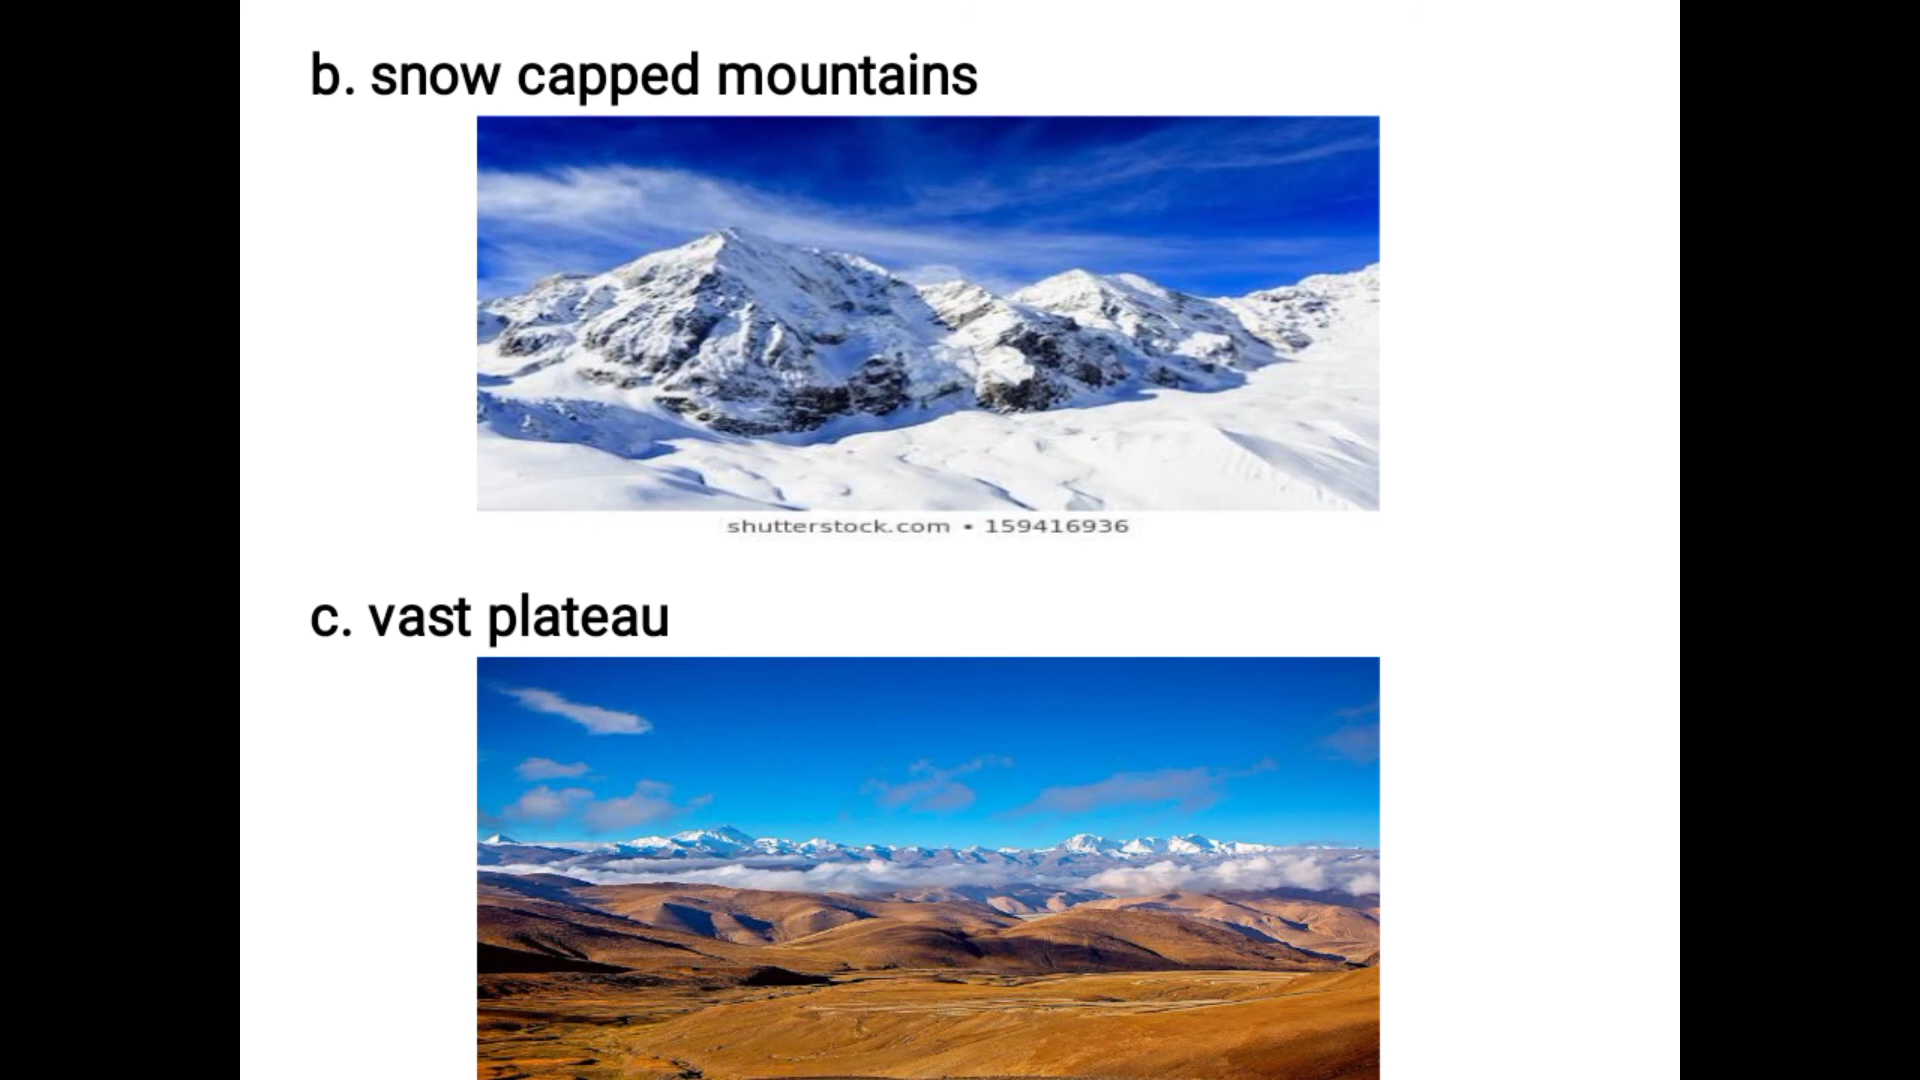 b. snow capped mountains
shutterstock.com • 159416936
c. vast plateau